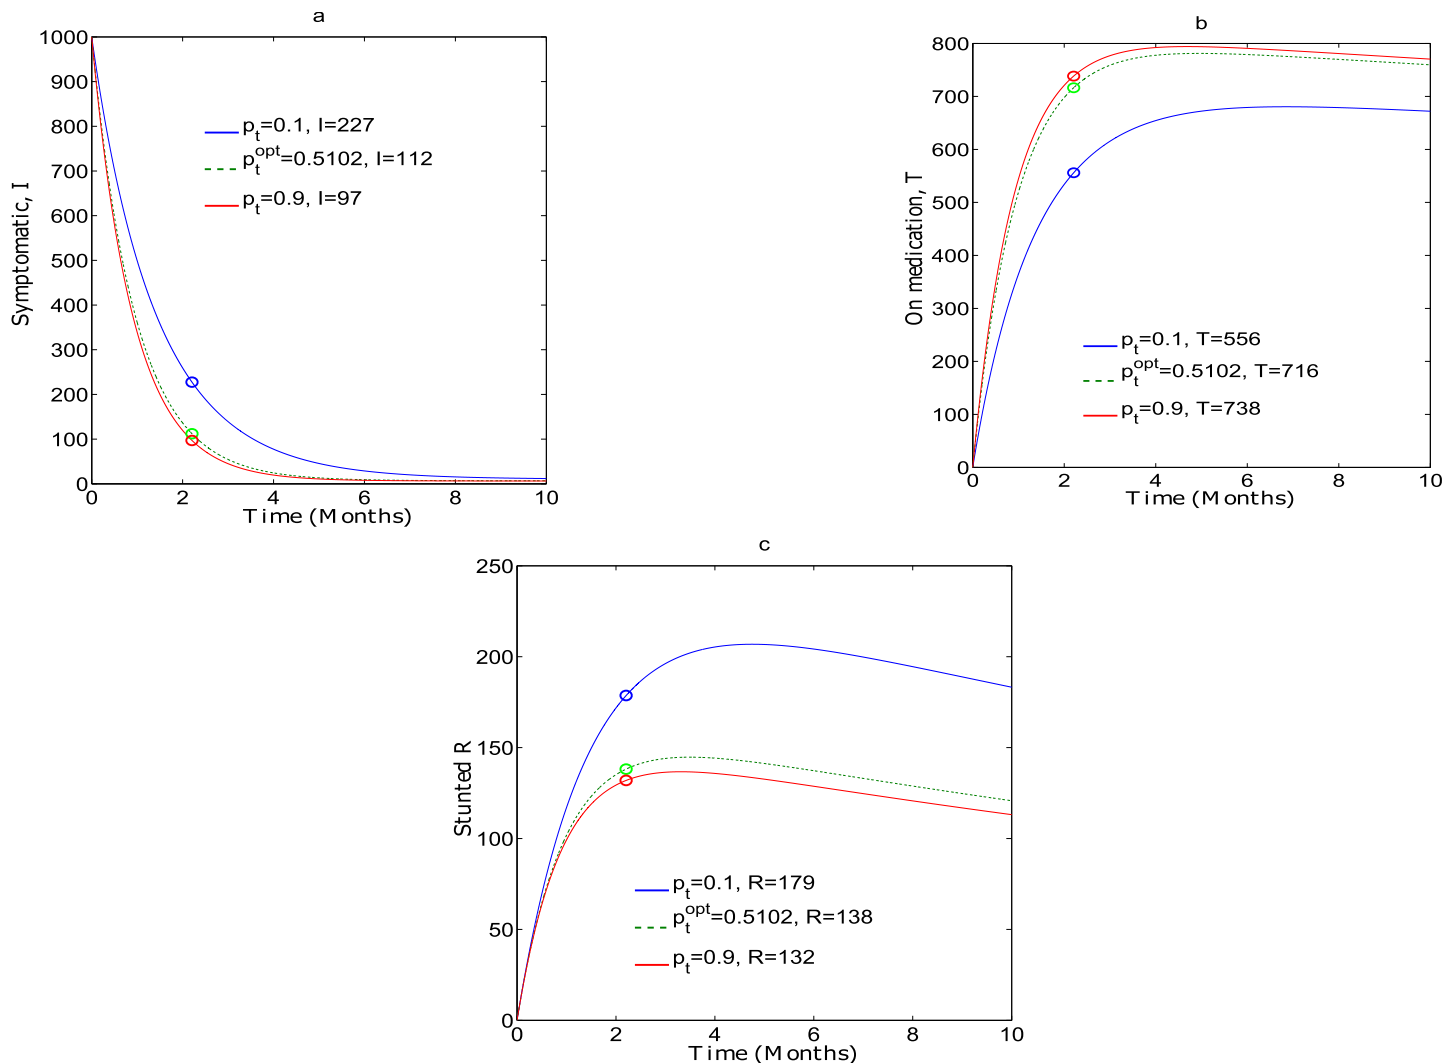 a
1000
900
800
700
600
500
400
300
200
100
0
Symptomatic, I
p_t=0.1, I=227
p_t^opt=0.5102, I=112
p_t=0.9, I=97
0 2 4 6 8 10
Time (Months)
b
800
700
600
500
400
300
200
100
0
On medication, T
p_t=0.1, T=556
p_t^opt=0.5102, T=716
p_t=0.9, T=738
0 2 4 6 8 10
Time (Months)
c
250
200
150
100
50
0
Stunted R
p_t=0.1, R=179
p_t^opt=0.5102, R=138
p_t=0.9, R=132
0 2 4 6 8 10
Time (Months)